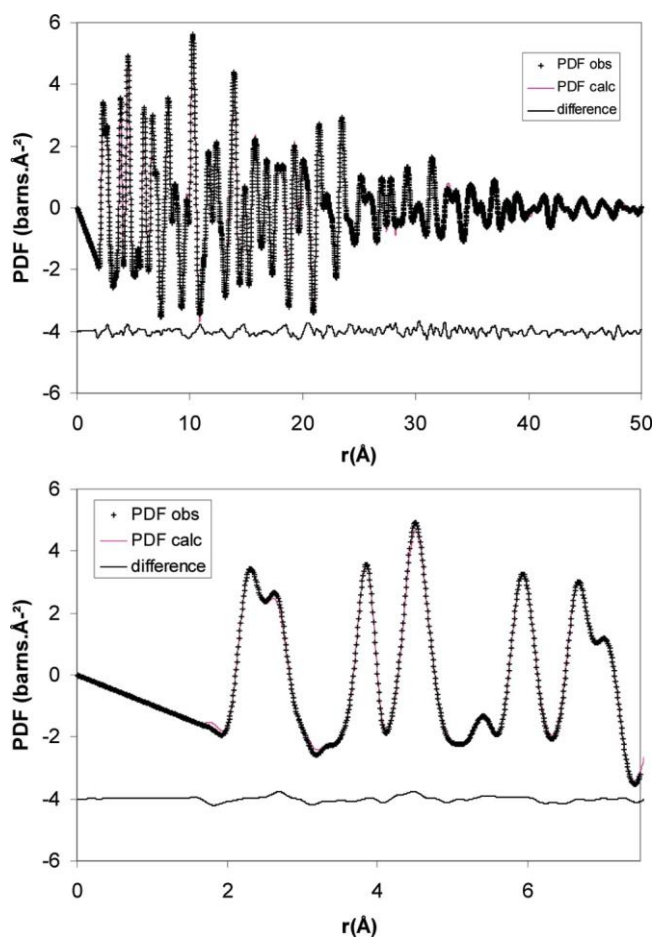 6
4
2
0
-2
-4
-6
PDF (barns.Å-²)
+ PDF obs
PDF calc
difference
0 10 20 30 40 50
r(Å)
6
4
2
0
-2
-4
-6
PDF (barns.Å-²)
+ PDF obs
PDF calc
difference
0 2 4 6
r(Å)